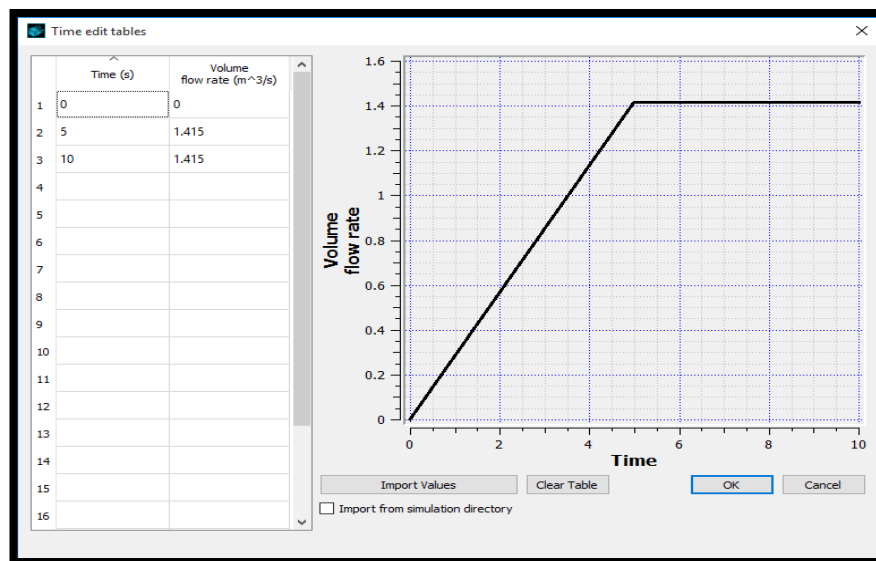 Time edit tables
Time (s)
Volume
flow rate (m^3/s)
1 0 0
2 5 1.415
3 10 1.415
4
5
6
7
8
9
10
11
12
13
14
15
16
1.6
1.4
1.2
1
0.8
0.6
0.4
0.2
0
Volume
flow rate
0 2 4 6 8 10
Time
Import Values Clear Table OK Cancel
Import from simulation directory